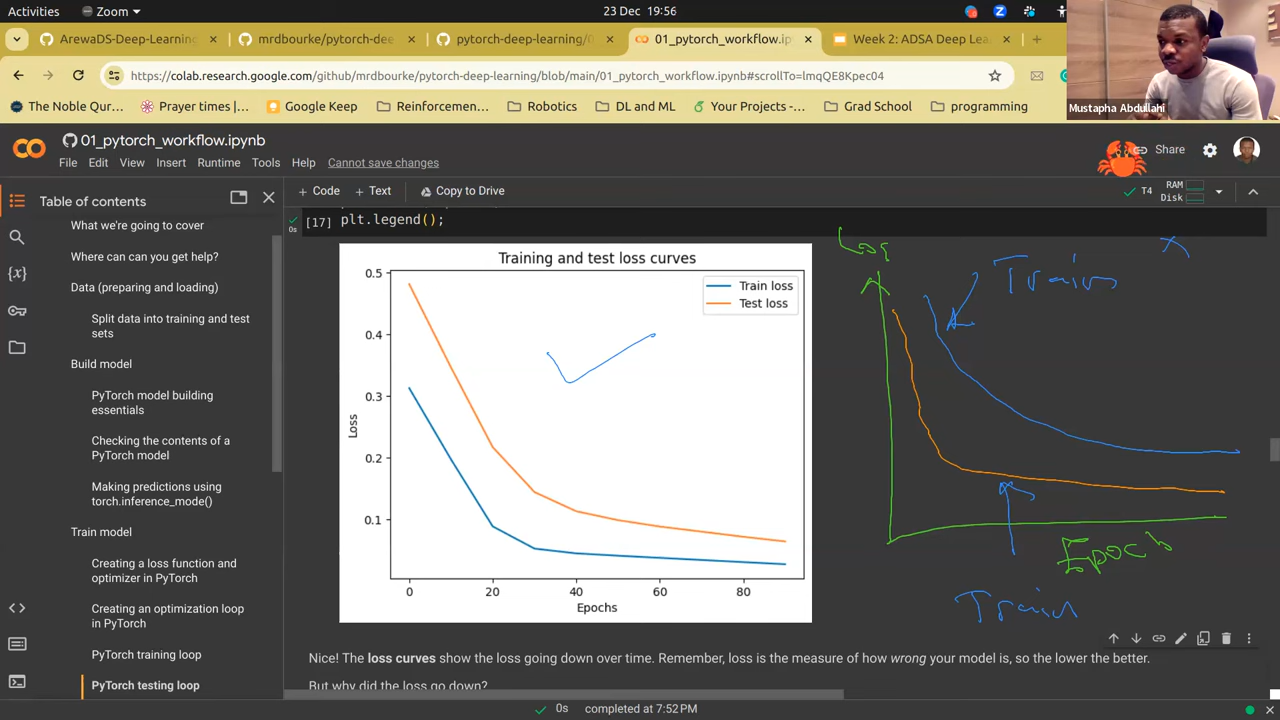 Activities
Zoom
23 Dec 19:56
ArewaDS-Deep-Learning
mrdbourke/pytorch-dee
pytorch-deep-learning/0
01_pytorch_workflow.ipynb
Week 2: ADSA Deep Lea
https://colab.research.google.com/github/mrdbourke/pytorch-deep-learning/blob/main/01_pytorch_workflow.ipynb#scrollTo=lmqQE8Kpec04
The Noble Qur...
Prayer times |...
Google Keep
Reinforcemen...
Robotics
DL and ML
Your Projects -...
Grad School
programming
Mustapha Abdullahi
01_pytorch_workflow.ipynb
File Edit View Insert Runtime Tools Help Cannot save changes
Share
+ Code + Text Copy to Drive
T4
RAM
Disk
Table of contents
What we're going to cover
Where can can you get help?
Data (preparing and loading)
Split data into training and test
sets
Build model
PyTorch model building
essentials
Checking the contents of a
PyTorch model
Making predictions using
torch.inference_mode()
Train model
Creating a loss function and
optimizer in PyTorch
Creating an optimization loop
in PyTorch
PyTorch training loop
PyTorch testing loop
0s
[17] plt.legend();
Training and test loss curves
Train loss
Test loss
0.5
0.4
0.3
0.2
0.1
Loss
0 20 40 60 80
Epochs
X
Train
Epoch
Train
Nice! The loss curves show the loss going down over time. Remember, loss is the measure of how wrong your model is, so the lower the better.
But why did the loss go down?
0s completed at 7:52PM